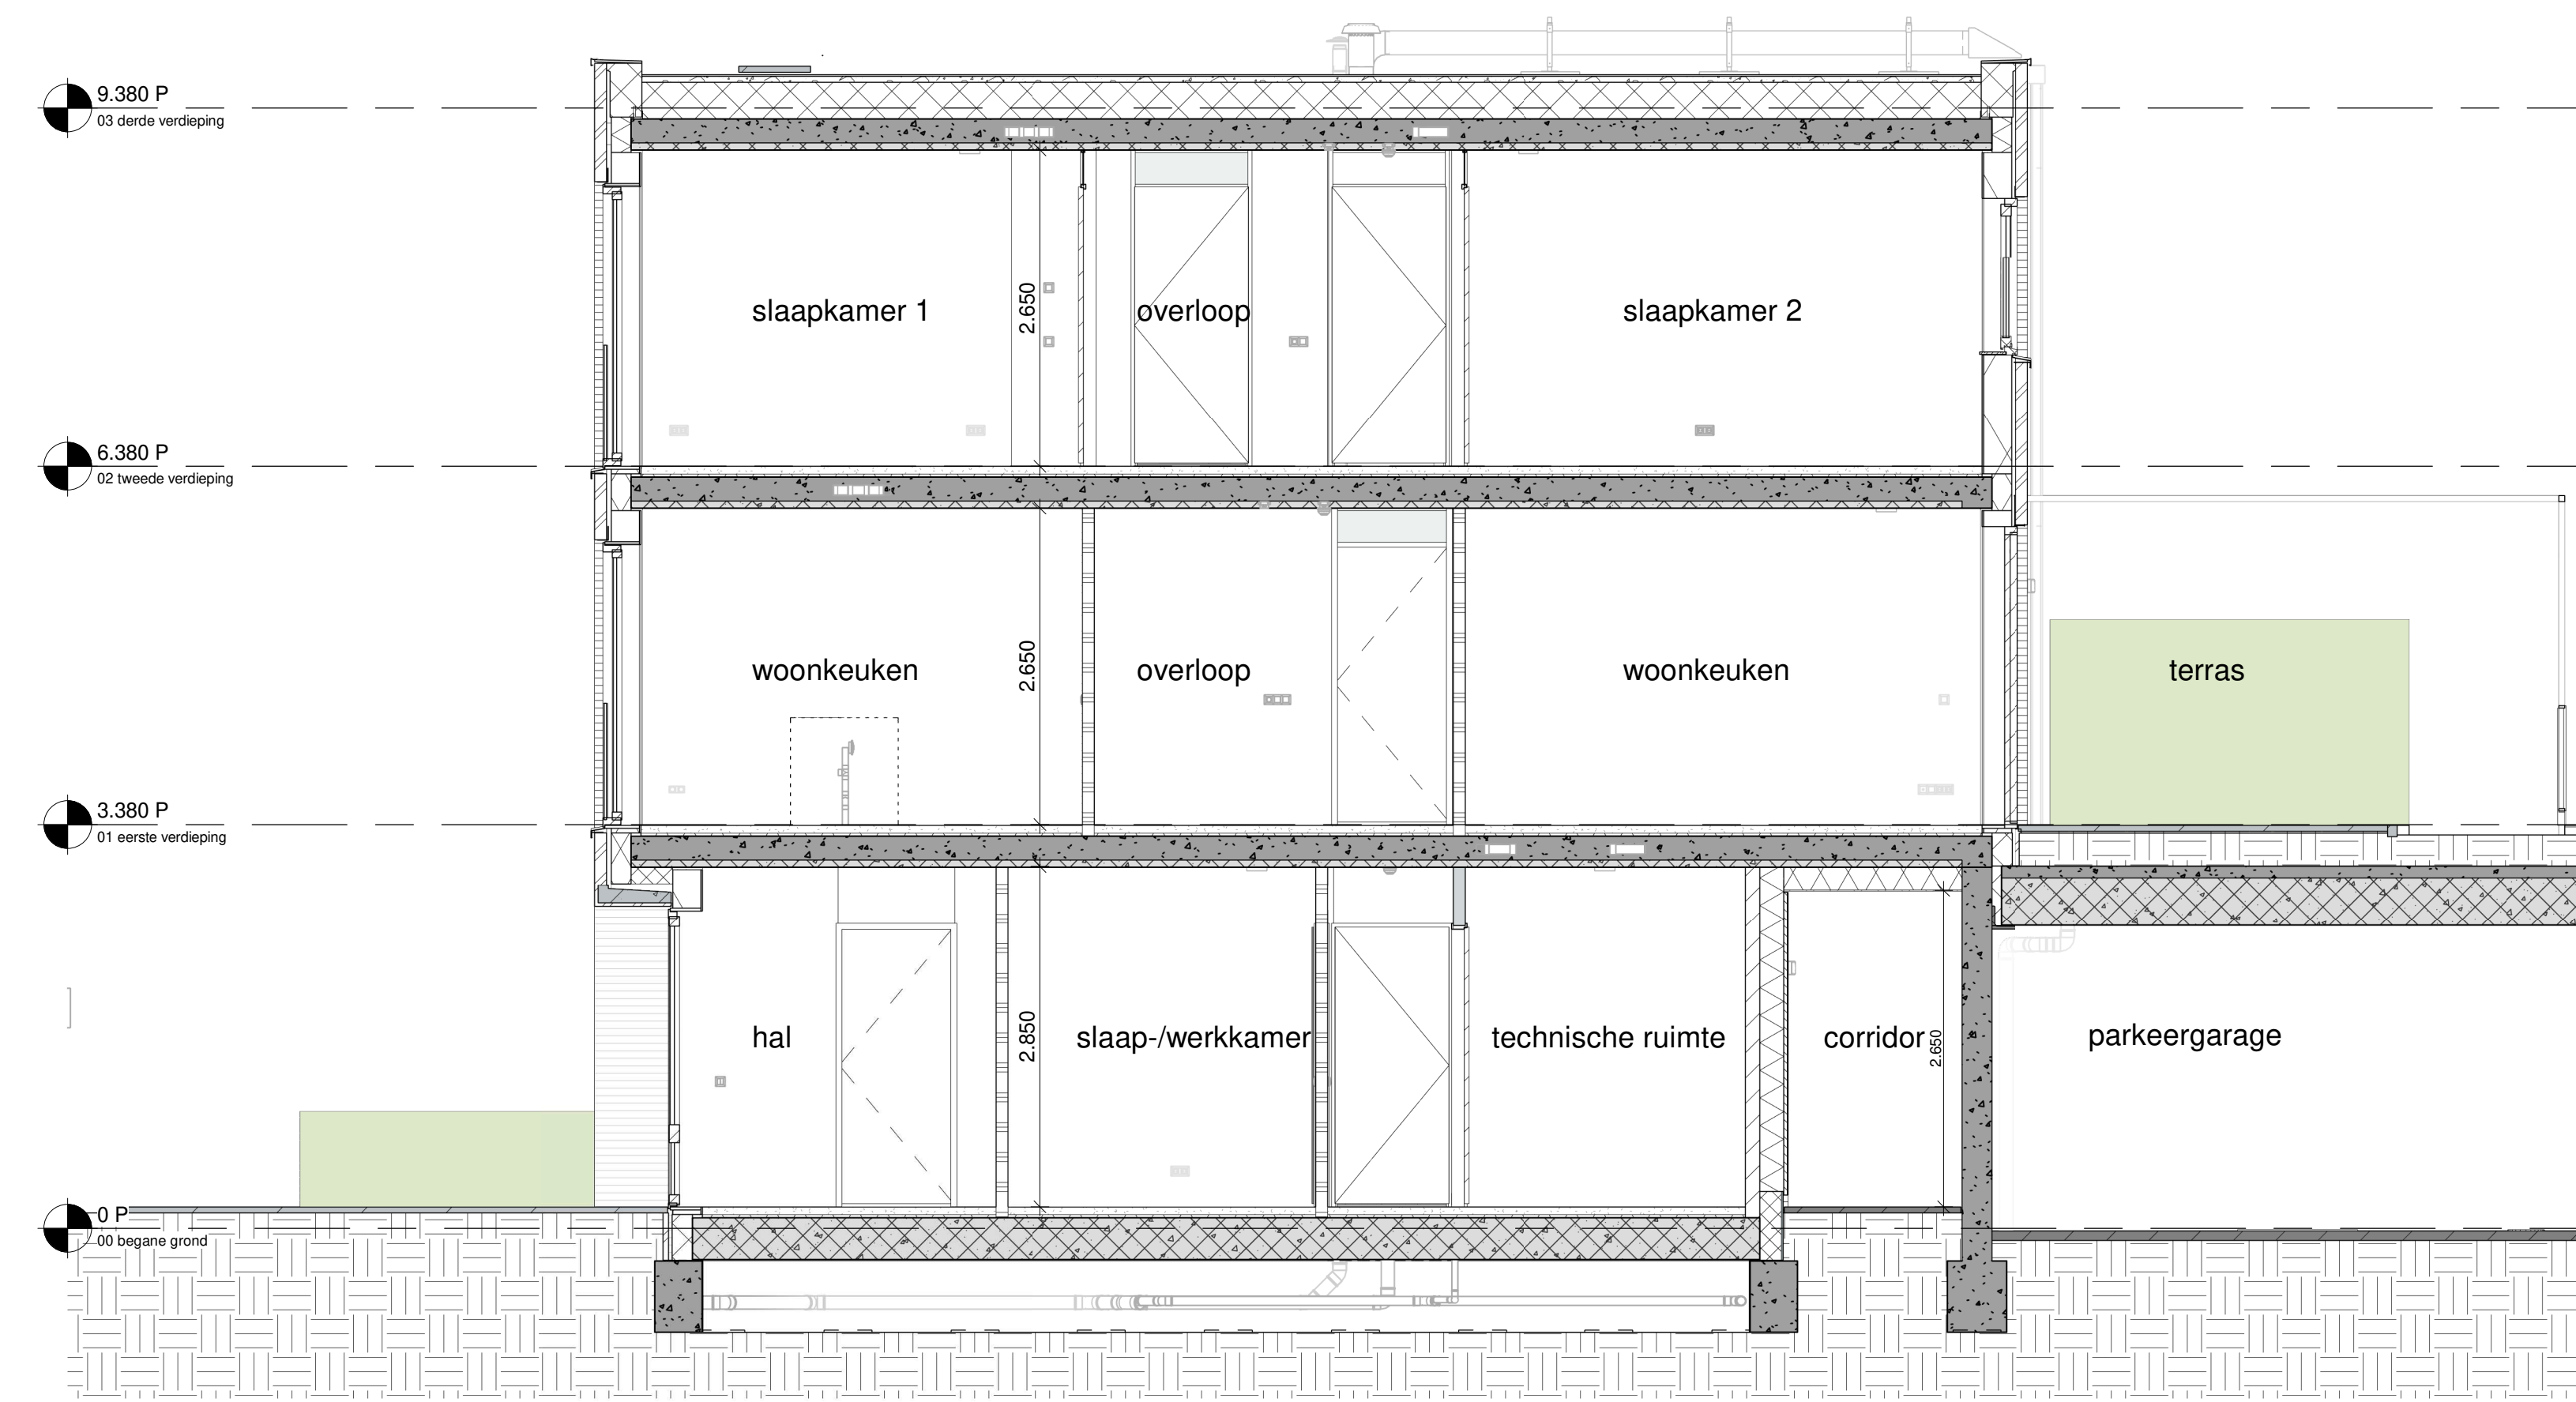 9.380 P
03 derde verdieping
slaapkamer 1
2.650
overloop
slaapkamer 2
6.380 P
02 tweede verdieping
woonkeuken
2.650
overloop
woonkeuken
terras
3.380 P
01 eerste verdieping
hal
2.850
slaap-/werkkamer
technische ruimte
corridor
2.650
parkeergarage
0 P
00 begane grond